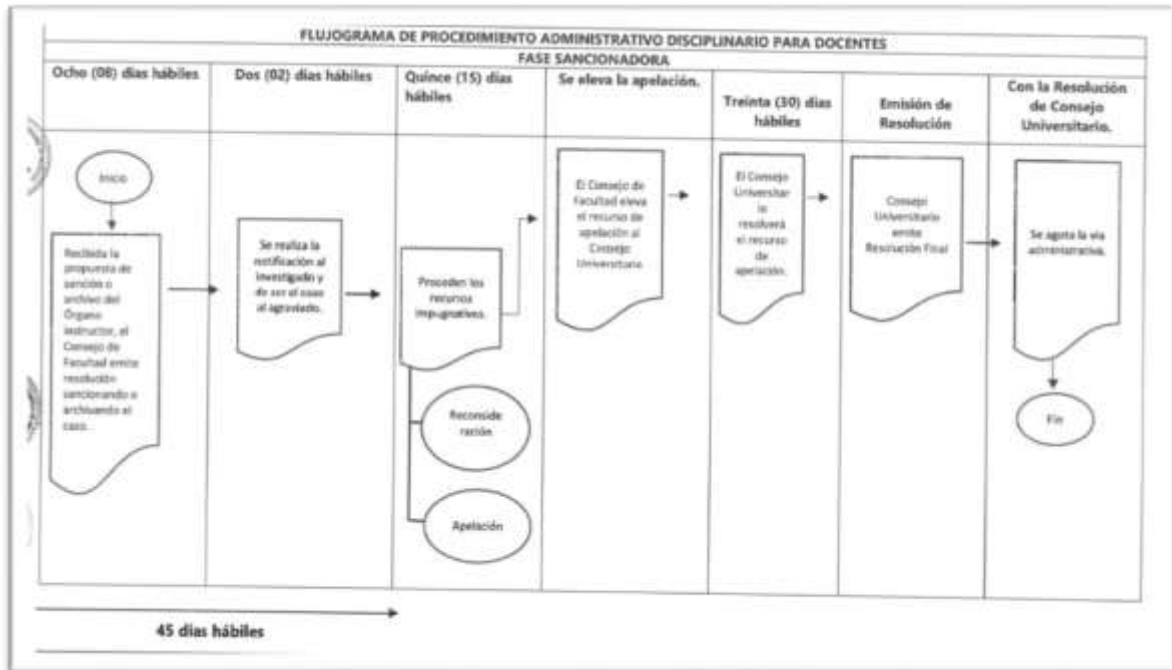 FLUJOGRAMA DE PROCEDIMIENTO ADMINISTRATIVO DISCIPLINARIO PARA DOCENTES
FASE SANCIONADORA
Ocho (08) días hábiles
Dos (02) días hábiles
Quince (15) días
hábiles
Se eleva la apelación.
Treinta (30) días
hábiles
Emisión de
Resolución
Con la Resolución
de Consejo
Universitario.
Inicio
Recibida la
propuesta de
sanción o
archivo del
Órgano
instructor, el
Consejo de
Facultad emite
resolución
sancionando o
archivando el
caso.
Se realiza la
notificación al
investigado y
de ser el caso
al agraviado.
Proceden los
recursos
impugnativos.
Reconside
ración.
Apelación
El Consejo de
Facultad eleva
el recurso de
apelación al
Consejo
Universitario.
El Consejo
Universitar
io
resolverá
el recurso
de
apelación.
Consejo
Universitario
emite
Resolución Final
Se agota la vía
administrativa.
Fin
45 días hábiles